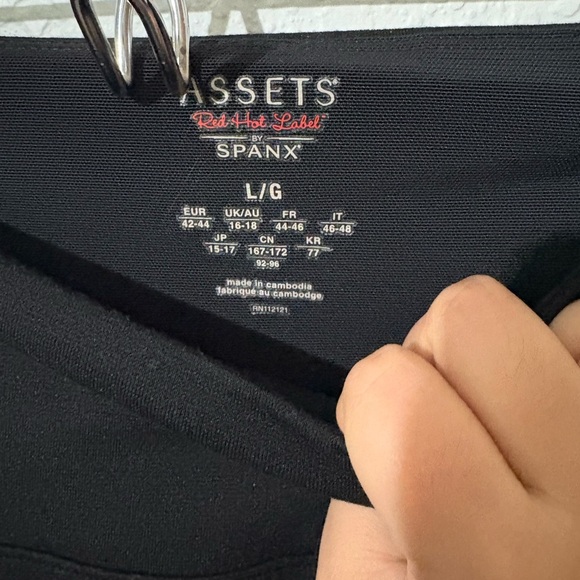 ASSETS®
Red Hot Label™
BY
SPANX®
L/G
EUR UK/AU FR IT
42-44 16-18 44-46 46-48
JP CN KR
15-17 167-172 77
92-96
made in cambodia
fabriqué au cambodge
RN112121